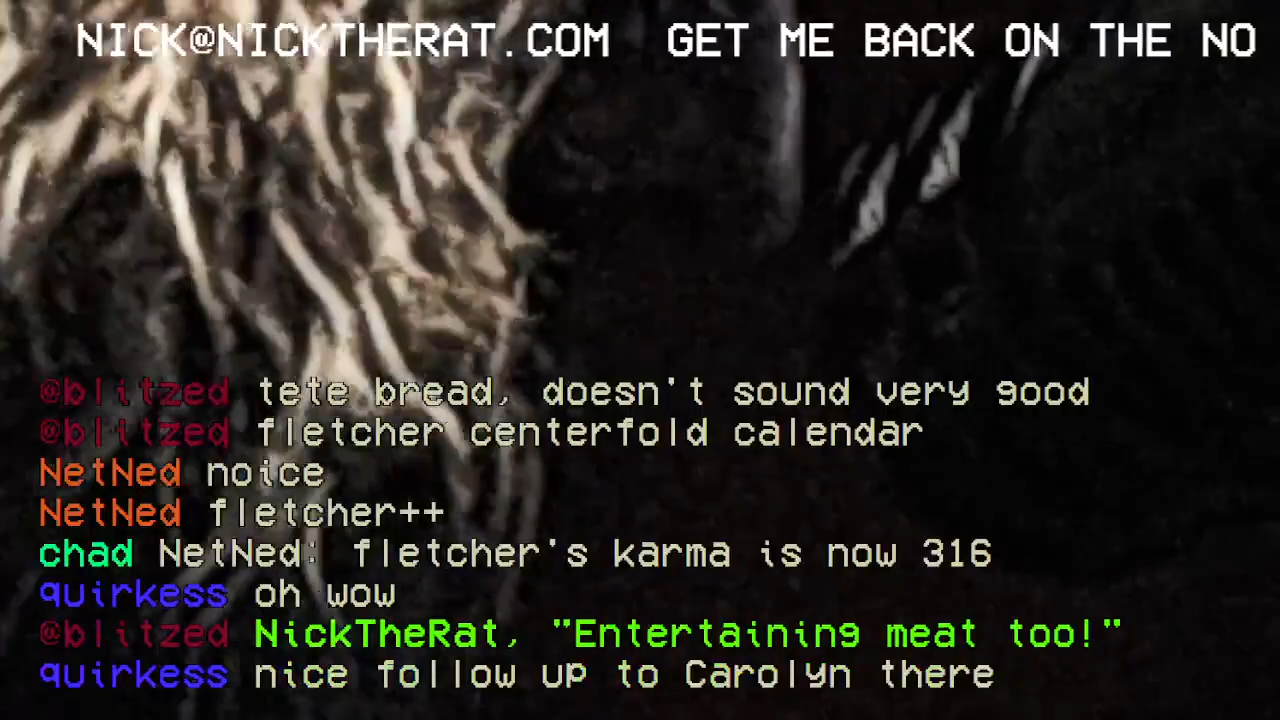 NICK@NICKTHERAT.COM  GET ME BACK ON THE NO
@blitzed tete bread, doesn't sound very good
@blitzed fletcher centerfold calendar
NetNed noice
NetNed fletcher++
chad NetNed: fletcher's karma is now 316
quirkess oh wow
@blitzed NickTheRat, "Entertaining meat too!"
quirkess nice follow up to Carolyn there